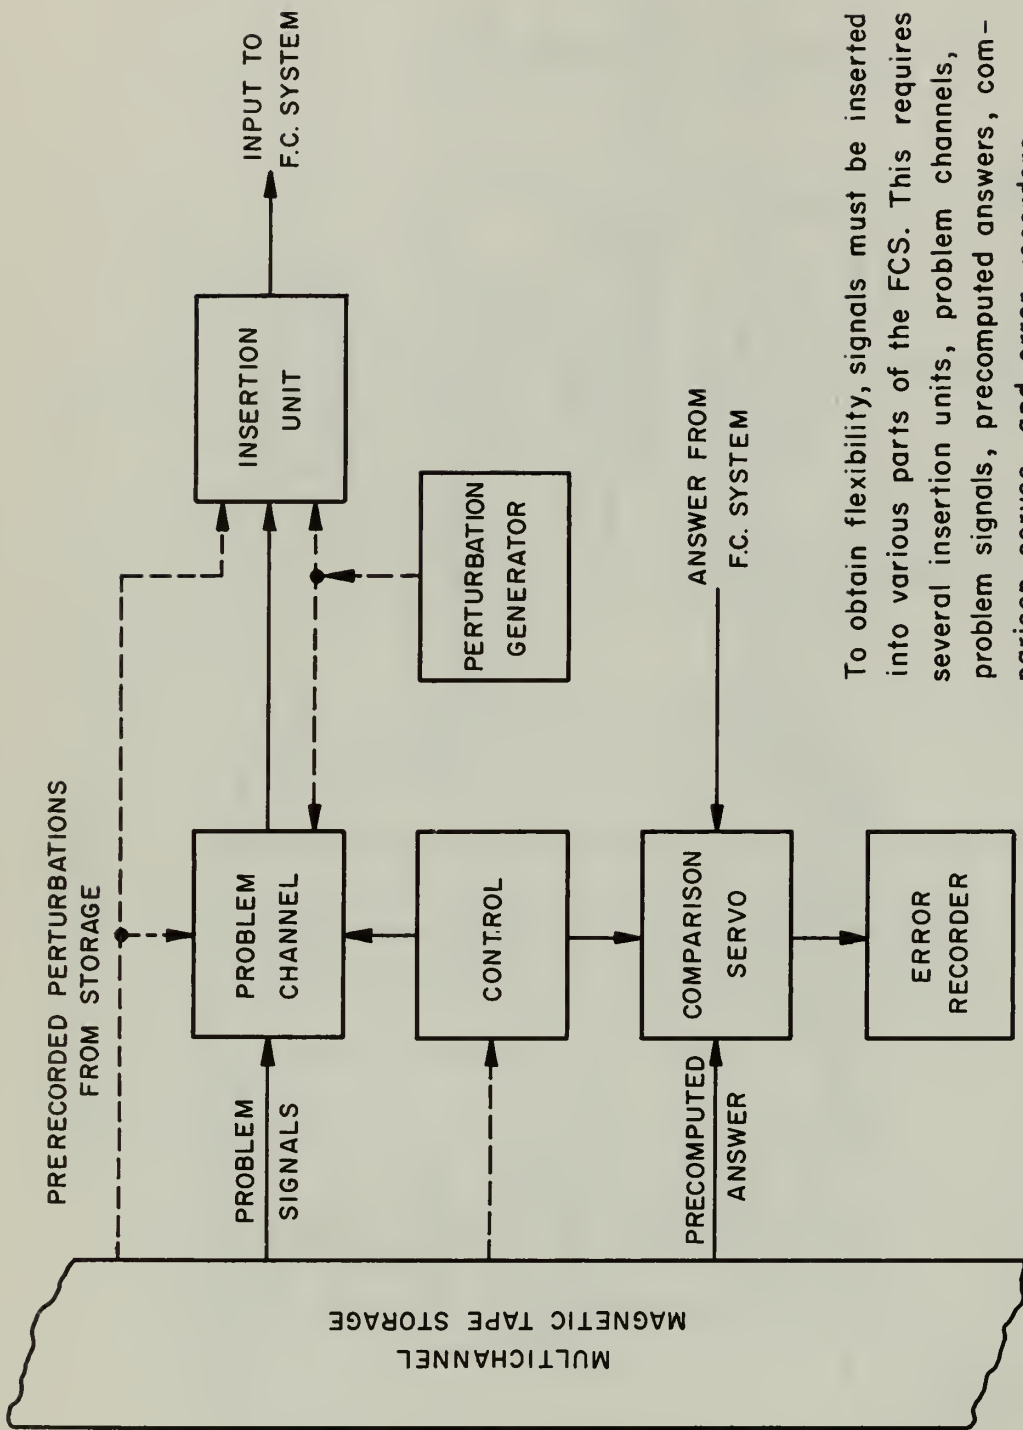 PRERECORDED PERTURBATIONS
FROM STORAGE
MULTICHANNEL
MAGNETIC TAPE STORAGE
PROBLEM
SIGNALS
PROBLEM
CHANNEL
INSERTION
UNIT
INPUT TO
F.C. SYSTEM
CONTROL
PERTURBATION
GENERATOR
PRECOMPUTED
ANSWER
COMPARISON
SERVO
ANSWER FROM
F.C. SYSTEM
ERROR
RECORDER
To obtain flexibility, signals must be inserted
into various parts of the FCS. This requires
several insertion units, problem channels,
problem signals, precomputed answers, com-